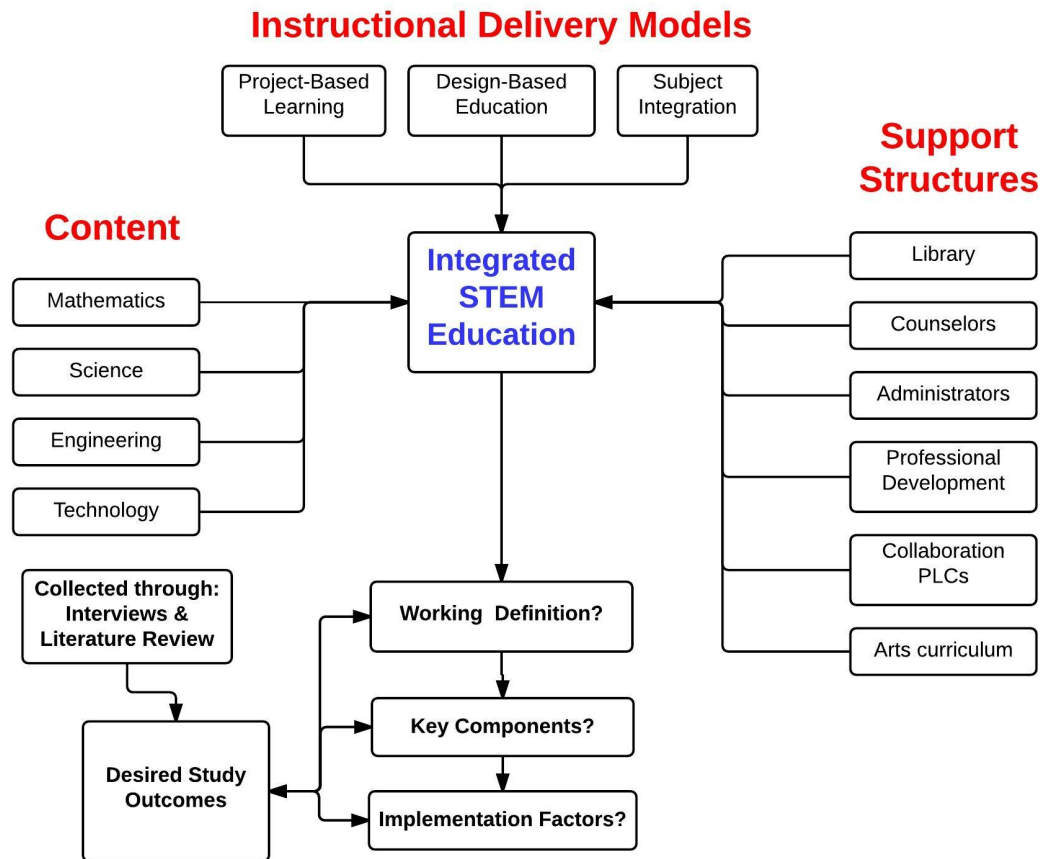 Instructional Delivery Models
Project-Based
Learning
Design-Based
Education
Subject
Integration
Support
Structures
Content
Integrated
STEM
Education
Mathematics
Science
Engineering
Technology
Library
Counselors
Administrators
Professional
Development
Collaboration
PLCs
Arts curriculum
Collected through:
Interviews &
Literature Review
Desired Study
Outcomes
Working Definition?
Key Components?
Implementation Factors?